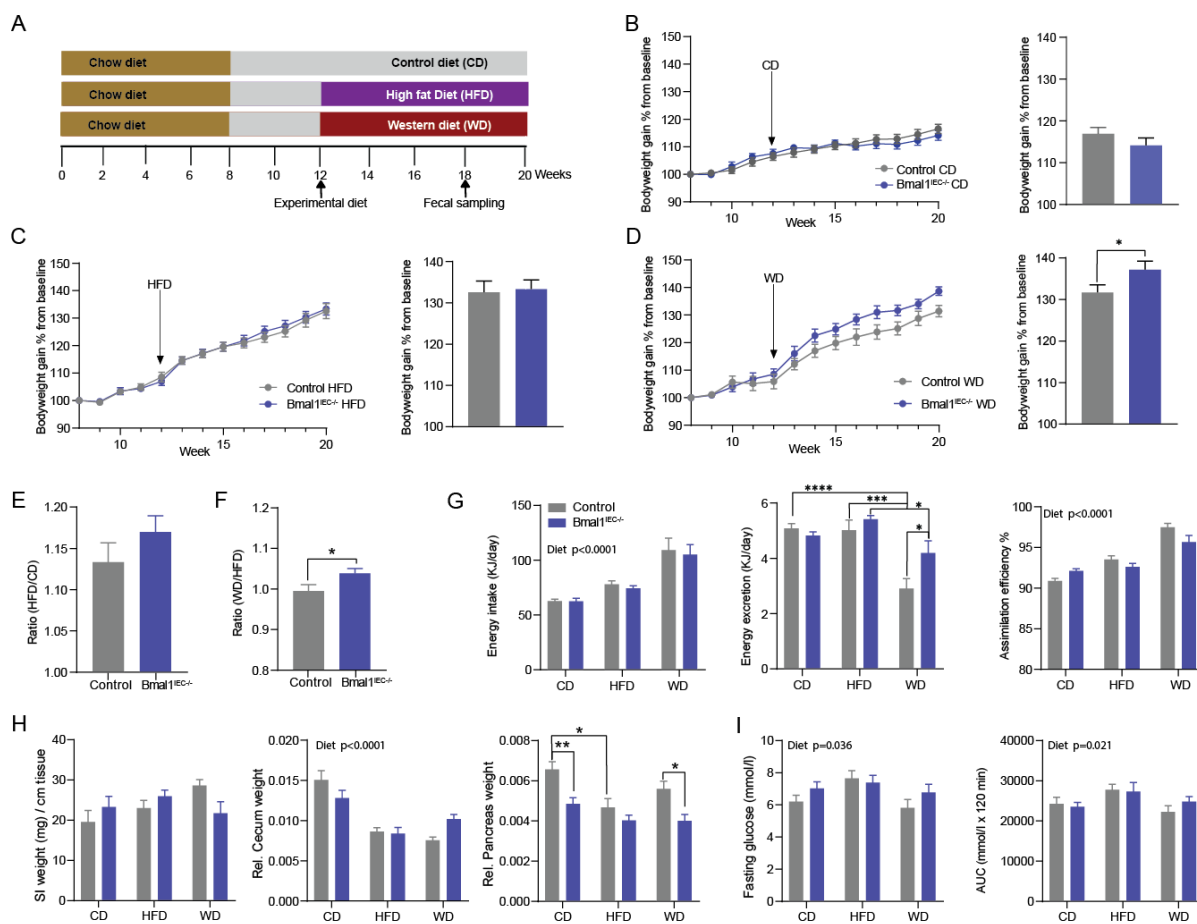 A
Chow diet
Control diet (CD)
Chow diet
High fat Diet (HFD)
Chow diet
Western diet (WD)
0 2 4 6 8 10 12 14 16 18 20 Weeks
Experimental diet
Fecal sampling
B
Bodyweight gain % from baseline
150
140
130
120
110
100
90
CD
Control CD
Bmal1IEC-/- CD
10 15 20
Week
Bodyweight gain % from baseline
140
130
120
110
100
C
Bodyweight gain % from baseline
150
140
130
120
110
100
90
HFD
Control HFD
Bmal1IEC-/- HFD
10 15 20
Week
Bodyweight gain % from baseline
140
130
120
110
100
D
Bodyweight gain % from baseline
150
140
130
120
110
100
90
WD
Control WD
Bmal1IEC-/- WD
10 15 20
Week
Bodyweight gain % from baseline
140
130
120
110
100
*
E
Ratio (HFD/CD)
1.20
1.15
1.10
1.05
1.00
Control Bmal1IEC-/-
F
Ratio (WD/HFD)
1.2
1.1
1.0
0.9
0.8
*
Control Bmal1IEC-/-
G
Energy intake (KJ/day)
150
100
50
0
Control
Bmal1IEC-/-
Diet p<0.0001
CD HFD WD
Energy excretion (KJ/day)
8
6
4
2
0
****
***
*
*
CD HFD WD
Assimilation efficiency %
100
95
90
85
80
Diet p<0.0001
CD HFD WD
H
SI weight (mg) / cm tissue
40
30
20
10
0
CD HFD WD
Rel. Cecum weight
0.020
0.015
0.010
0.005
0.000
Diet p<0.0001
CD HFD WD
Rel. Pancreas weight
0.008
0.006
0.004
0.002
0.000
*
**
*
CD HFD WD
I
Fasting glucose (mmol/l)
10
8
6
4
2
0
Diet p=0.036
CD HFD WD
AUC (mmol/l x 120 min)
40000
30000
20000
10000
0
Diet p=0.021
CD HFD WD